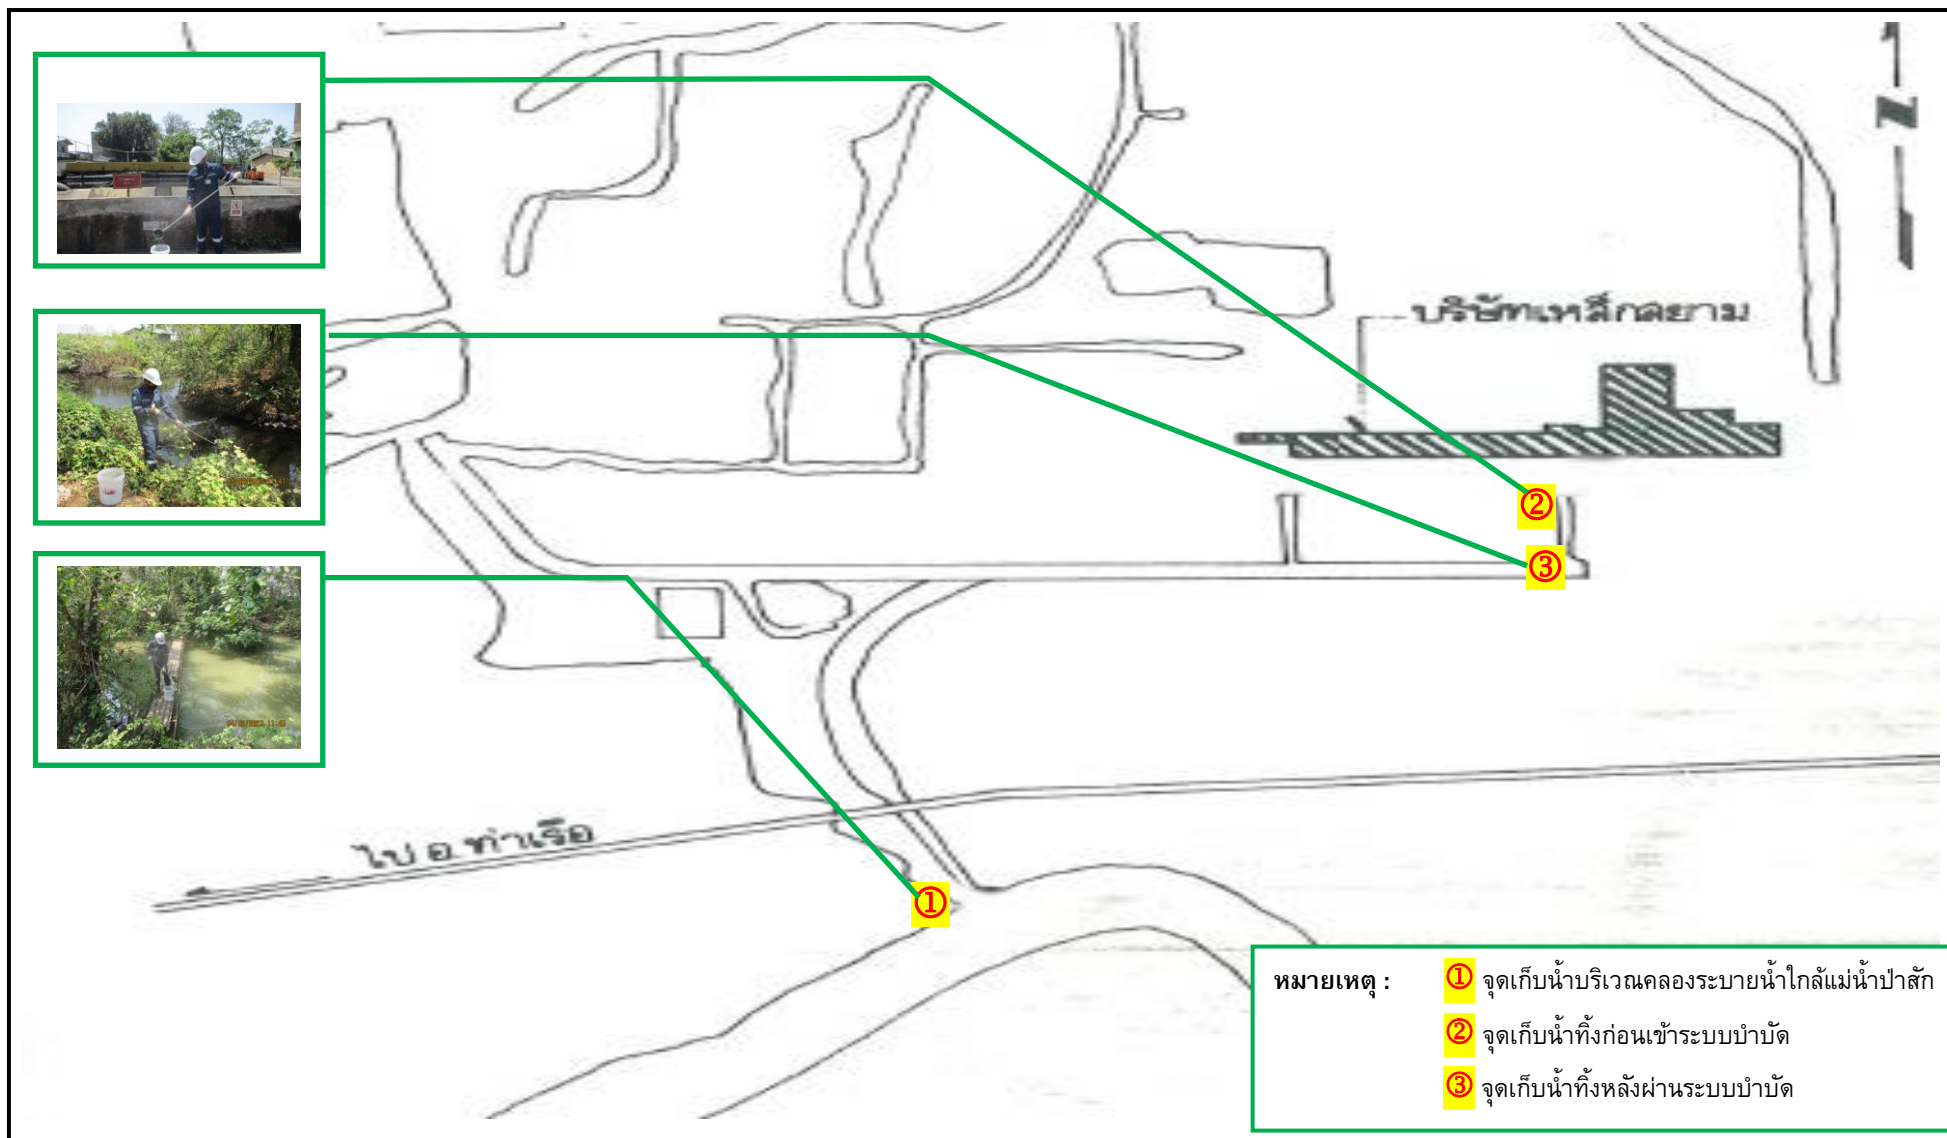 N
บริษัทเหล็กสยาม
②
③
①
ไป อ.ท่าเรือ
หมายเหตุ : ① จุดเก็บน้ำบริเวณคลองระบายน้ำใกล้แม่น้ำป่าสัก
② จุดเก็บน้ำทิ้งก่อนเข้าระบบบำบัด
③ จุดเก็บน้ำทิ้งหลังผ่านระบบบำบัด